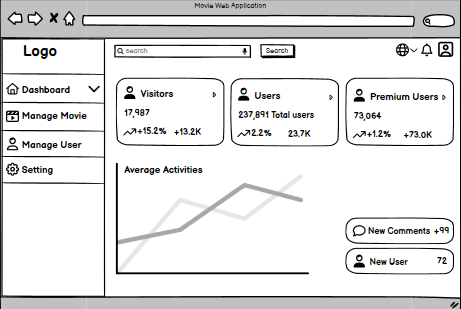 Movie Web Application
Logo
search
Search
Dashboard
Manage Movie
Manage User
Setting
Visitors
17,987
+15.2% +13.2K
Users
237,891 Total users
2.2% 23.7K
Premium Users
73,064
+1.2% +73.0K
Average Activities
New Comments +99
New User 72